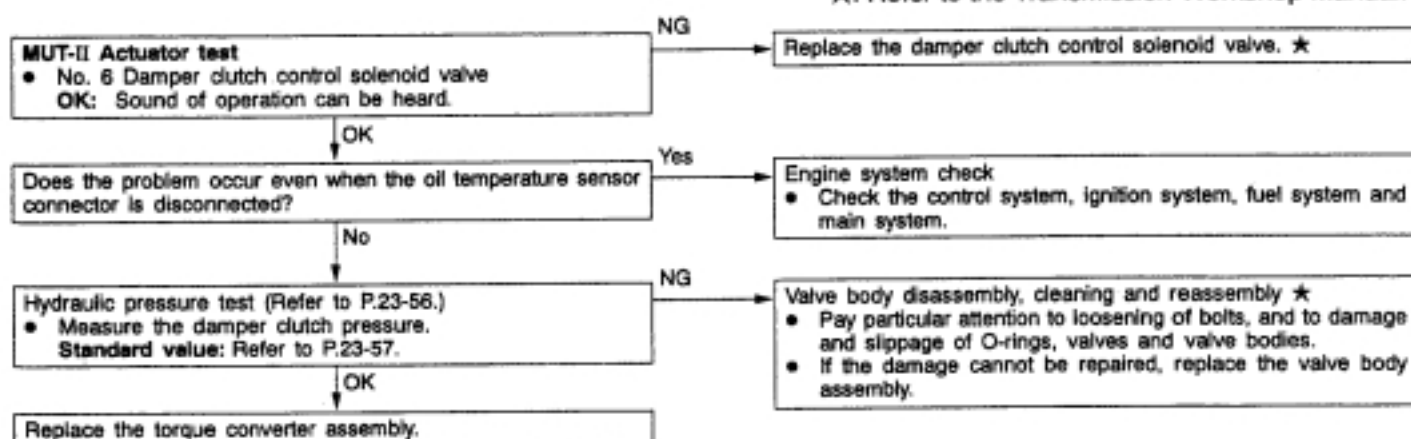 Refer to the Transmission Workshop Manual.
MUT-II Actuator test
● No. 6 Damper clutch control solenoid valve
OK: Sound of operation can be heard.
NG
Replace the damper clutch control solenoid valve. ★
OK
Does the problem occur even when the oil temperature sensor
connector is disconnected?
Yes
Engine system check
● Check the control system, ignition system, fuel system and
main system.
No
Hydraulic pressure test (Refer to P.23-56.)
● Measure the damper clutch pressure.
Standard value: Refer to P.23-57.
NG
Valve body disassembly, cleaning and reassembly ★
● Pay particular attention to loosening of bolts, and to damage
and slippage of O-rings, valves and valve bodies.
● If the damage cannot be repaired, replace the valve body
assembly.
OK
Replace the torque converter assembly.